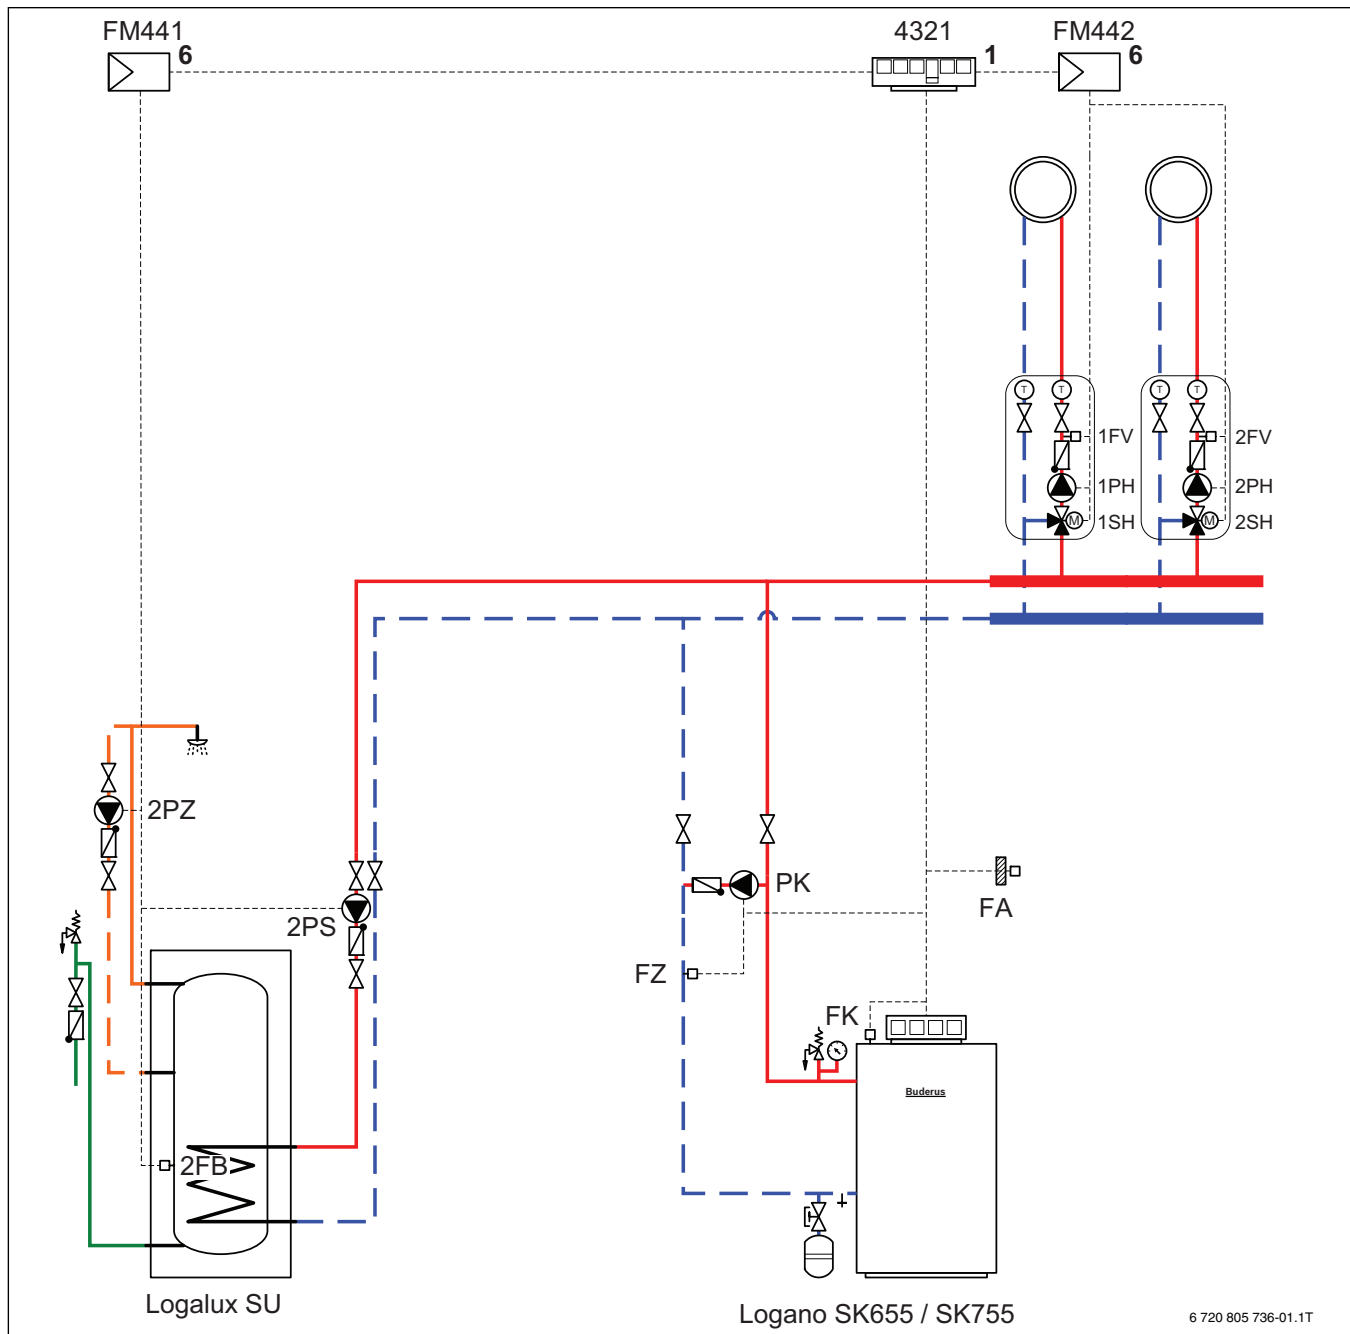 FM441
6
4321
1
FM442
6
T T T T
1FV
2FV
1PH
2PH
M 1SH
M 2SH
2PZ
2PS
PK
FA
FZ
FK
Buderus
2FB
Logalux SU
Logano SK655 / SK755
6 720 805 736-01.1T